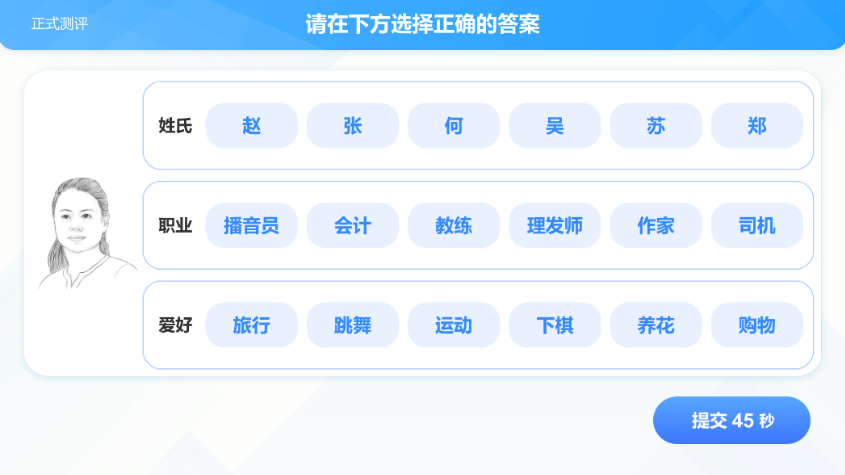 正式测评
请在下方选择正确的答案
姓氏 赵 张 何 吴 苏 郑
职业 播音员 会计 教练 理发师 作家 司机
爱好 旅行 跳舞 运动 下棋 养花 购物
提交 45 秒